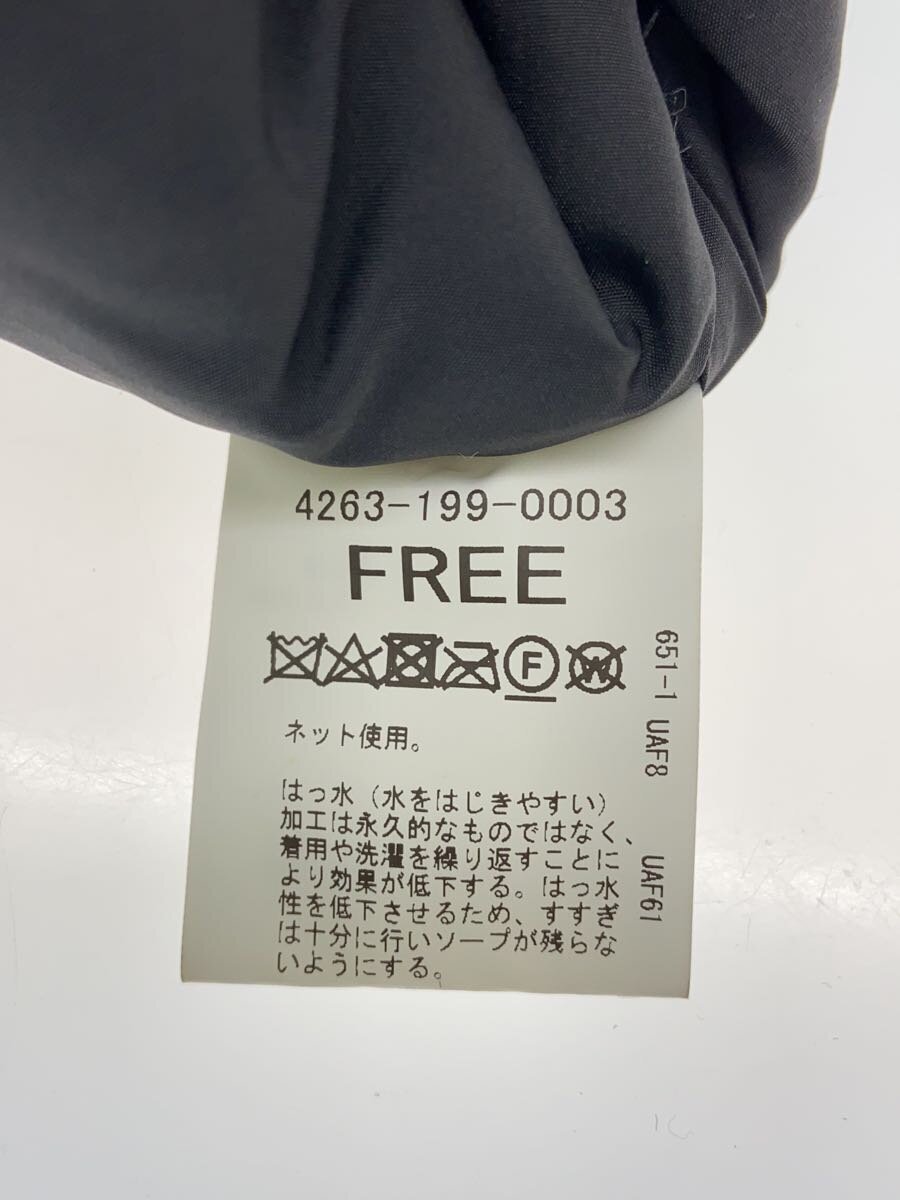 4263-199-0003
FREE
F
W
ネット使用。
はっ水（水をはじきやすい）
加工は永久的なものではなく、
着用や洗濯を繰り返すことに
より効果が低下する。はっ水
性を低下させるため、すすぎ
は十分に行いソープが残らな
いようにする。
651-1 UAF8
UAF61